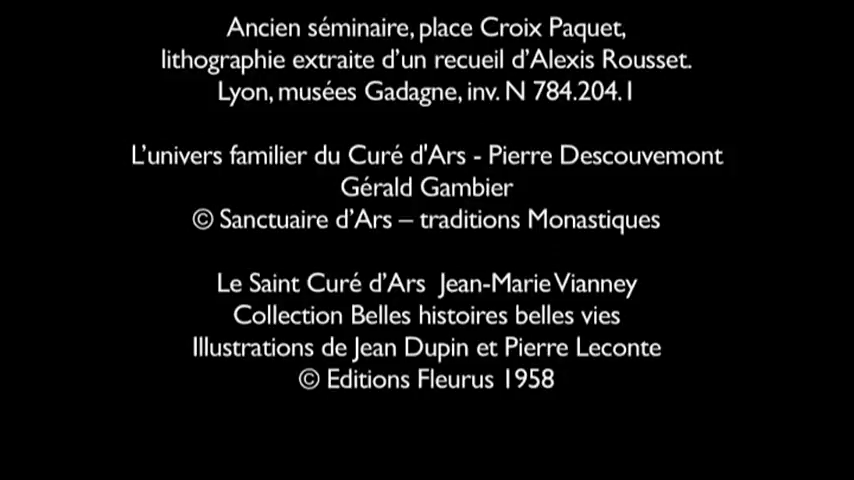 Ancien séminaire, place Croix Paquet,
lithographie extraite d’un recueil d’Alexis Rousset.
Lyon, musées Gadagne, inv. N 784.204.1
L’univers familier du Curé d'Ars - Pierre Descouvemont
Gérald Gambier
© Sanctuaire d’Ars – traditions Monastiques
Le Saint Curé d’Ars Jean-Marie Vianney
Collection Belles histoires belles vies
Illustrations de Jean Dupin et Pierre Leconte
© Editions Fleurus 1958